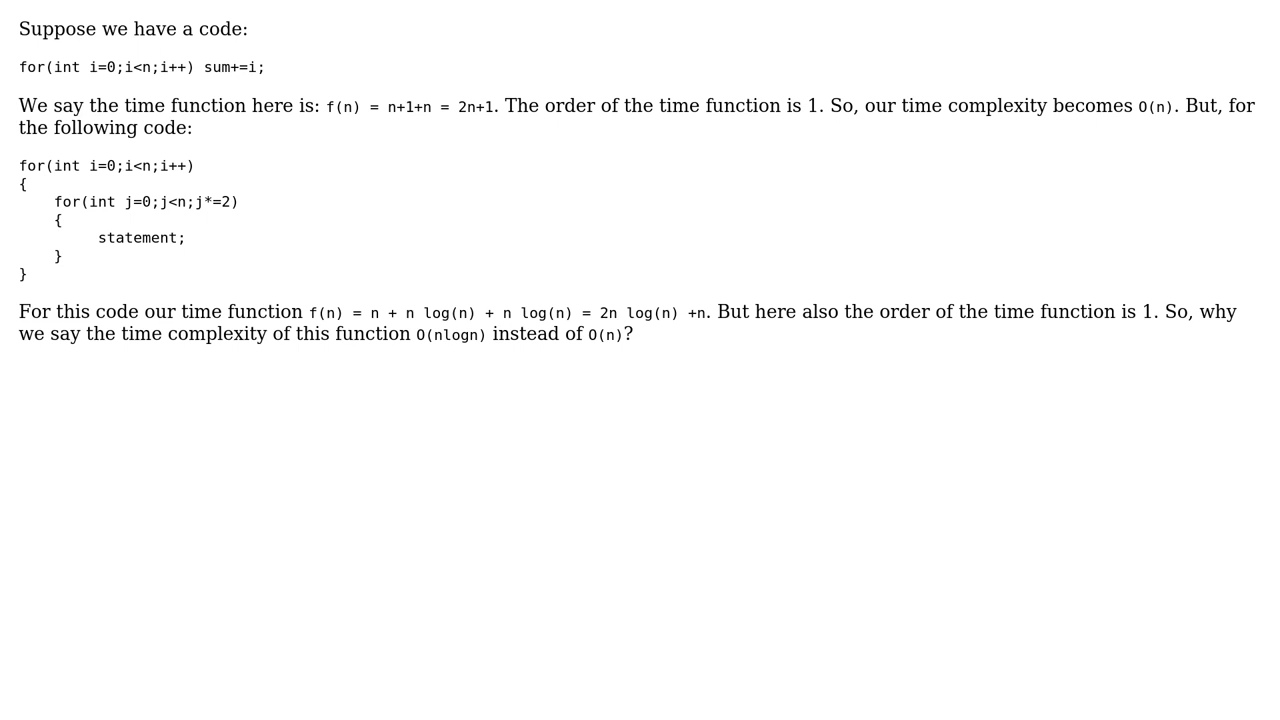 Suppose we have a code:
for(int i=0;i<n;i++) sum+=i;
We say the time function here is: f(n) = n+1+n = 2n+1. The order of the time function is 1. So, our time complexity becomes O(n). But, for
the following code:
for(int i=0;i<n;i++)
{
    for(int j=0;j<n;j*=2)
    {
         statement;
    }
}
For this code our time function f(n) = n + n log(n) + n log(n) = 2n log(n) +n. But here also the order of the time function is 1. So, why
we say the time complexity of this function O(nlogn) instead of O(n)?